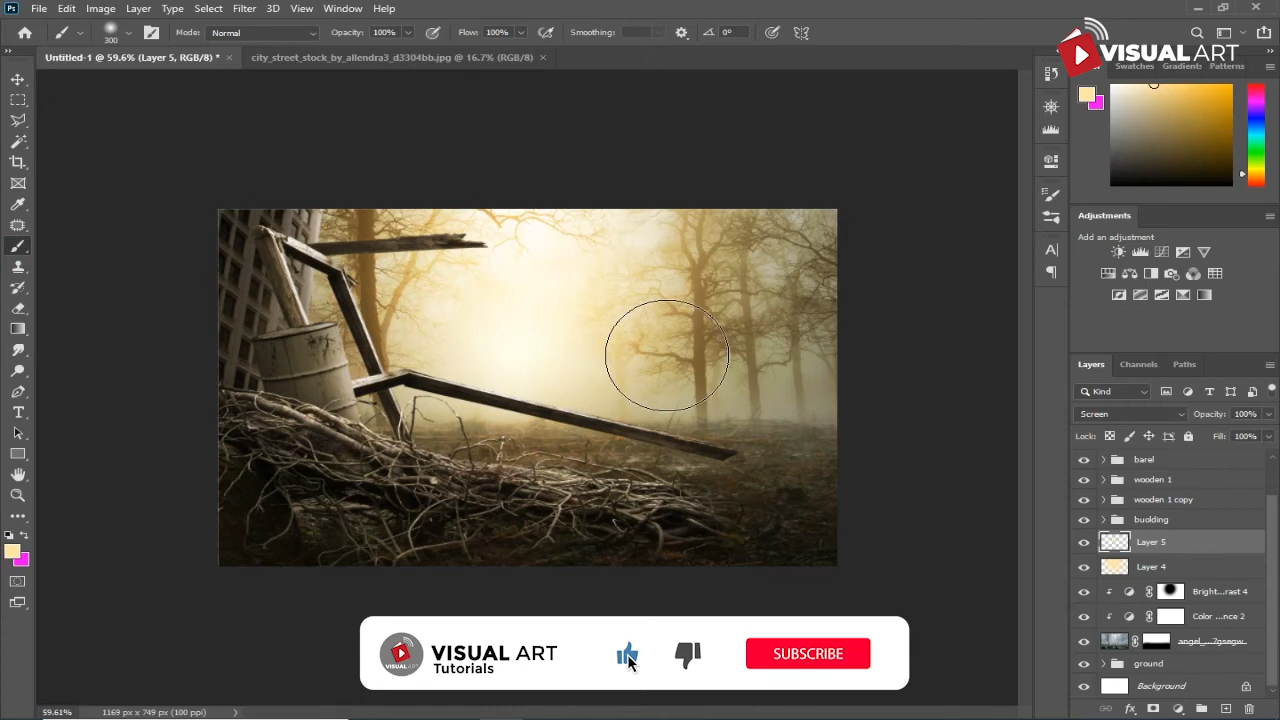 Ps File Edit Image Layer Type Select Filter 3D View Window Help
300 Mode: Normal Opacity: 100% Flow: 100% Smoothing: 0°
VISUALART
Untitled-1 @ 59.6% (Layer 5, RGB/8) * × city_street_stock_by_allendra3_d3304bb.jpg @ 16.7% (RGB/8) ×
Swatches Gradients Patterns
Adjustments
Add an adjustment
Layers Channels Paths
Kind
Screen Opacity: 100%
Lock: Fill: 100%
barel
wooden 1
wooden 1 copy
buolding
Layer 5
Layer 4
Bright...rast 4
Color ...nce 2
angel_...7gsegw...
ground
Background
VISUAL ART
Tutorials
VISUAL ART
SUBSCRIBE
59.61% 1169 px x 749 px (100 ppi)